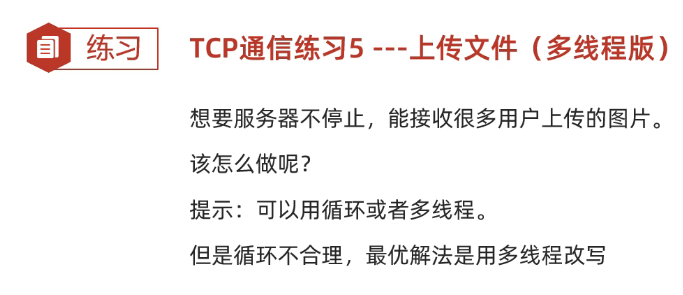 练习
TCP通信练习5 ---上传文件（多线程版）
想要服务器不停止，能接收很多用户上传的图片。
该怎么做呢？
提示：可以用循环或者多线程。
但是循环不合理，最优解法是用多线程改写